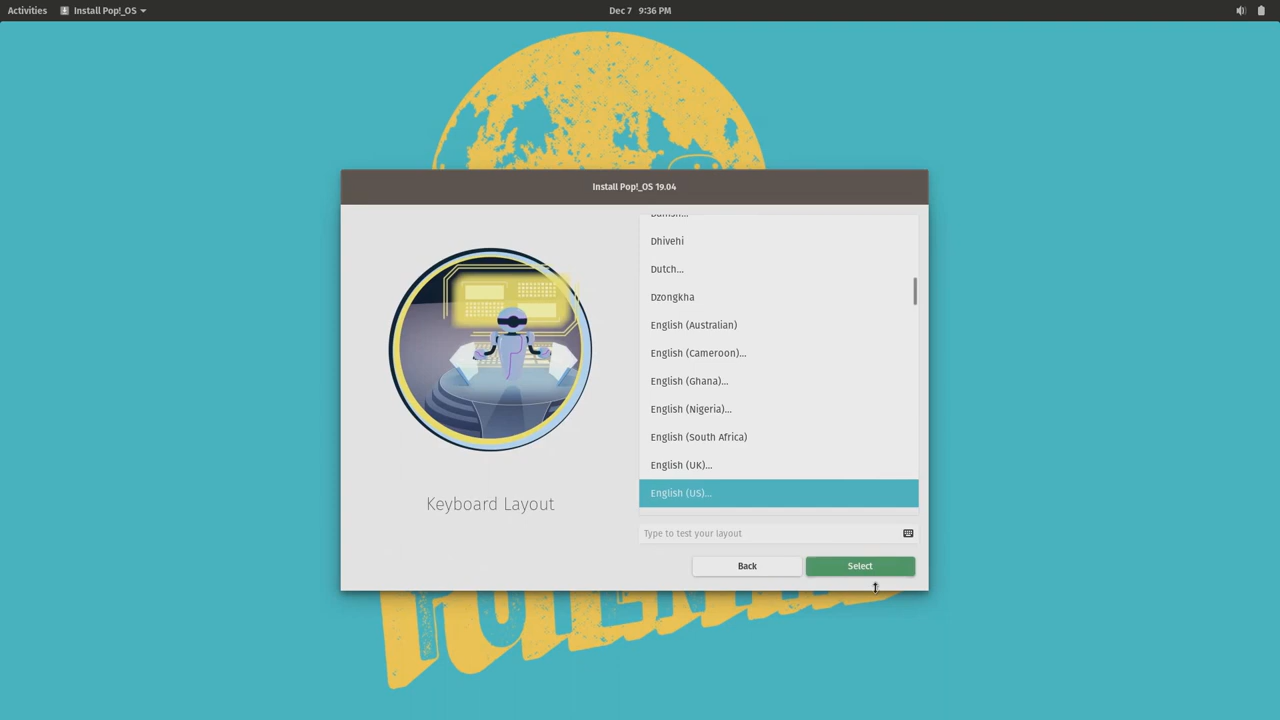 Activities
Install Pop!_OS
Dec 7 9:36 PM
Install Pop!_OS 19.04
Dhivehi
Dutch...
Dzongkha
English (Australian)
English (Cameroon)...
English (Ghana)...
English (Nigeria)...
English (South Africa)
English (UK)...
English (US)...
Keyboard Layout
Type to test your layout
Back
Select